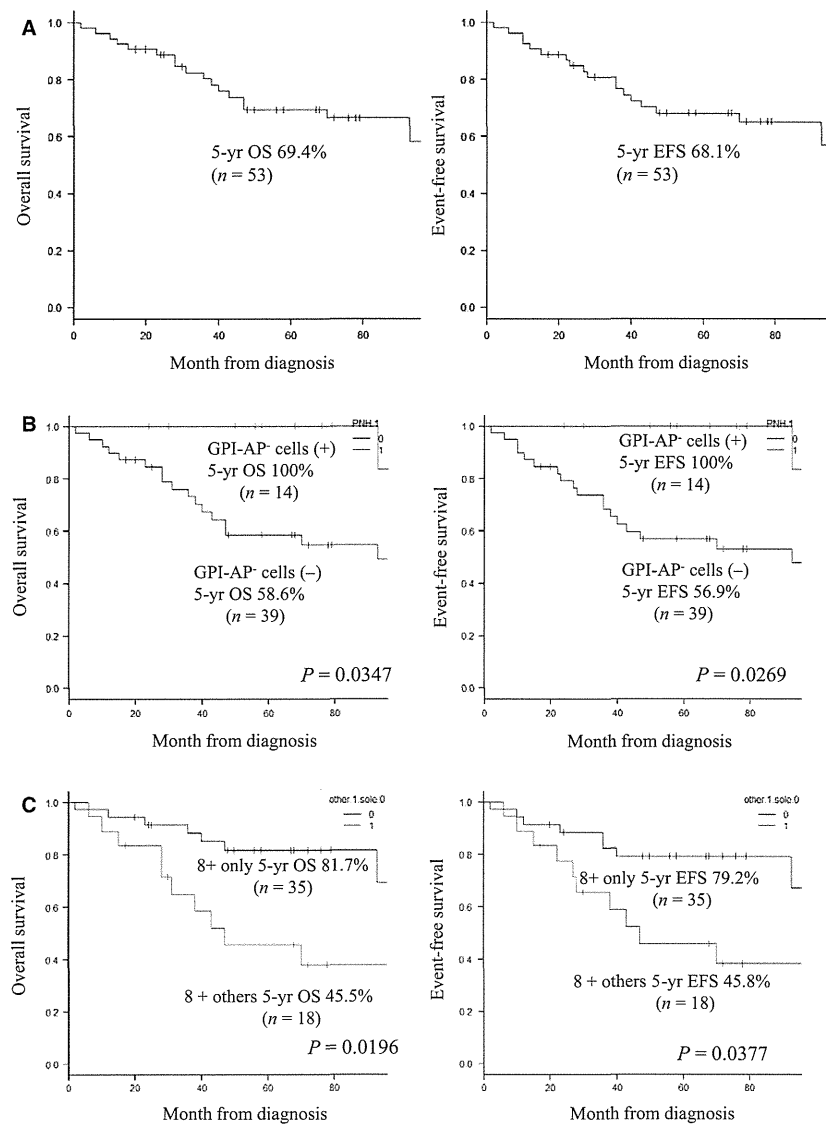 A
Overall survival
1.0
0.8
0.6
0.4
0.2
0.0
5-yr OS 69.4%
(n = 53)
0 20 40 60 80
Month from diagnosis
Event-free survival
1.0
0.8
0.6
0.4
0.2
0.0
5-yr EFS 68.1%
(n = 53)
0 20 40 60 80
Month from diagnosis
B
Overall survival
1.0
0.8
0.6
0.4
0.2
0.0
PNH.1
0
1
GPI-AP- cells (+)
5-yr OS 100%
(n = 14)
GPI-AP- cells (–)
5-yr OS 58.6%
(n = 39)
P = 0.0347
0 20 40 60 80
Month from diagnosis
Event-free survival
1.0
0.8
0.6
0.4
0.2
0.0
PNH.1
0
1
GPI-AP- cells (+)
5-yr EFS 100%
(n = 14)
GPI-AP- cells (–)
5-yr EFS 56.9%
(n = 39)
P = 0.0269
0 20 40 60 80
Month from diagnosis
C
Overall survival
1.0
0.8
0.6
0.4
0.2
0.0
other.1.sole.0
0
1
8+ only 5-yr OS 81.7%
(n = 35)
8 + others 5-yr OS 45.5%
(n = 18)
P = 0.0196
0 20 40 60 80
Month from diagnosis
Event-free survival
1.0
0.8
0.6
0.4
0.2
0.0
other.1.sole:0
0
1
8+ only 5-yr EFS 79.2%
(n = 35)
8 + others 5-yr EFS 45.8%
(n = 18)
P = 0.0377
0 20 40 60 80
Month from diagnosis